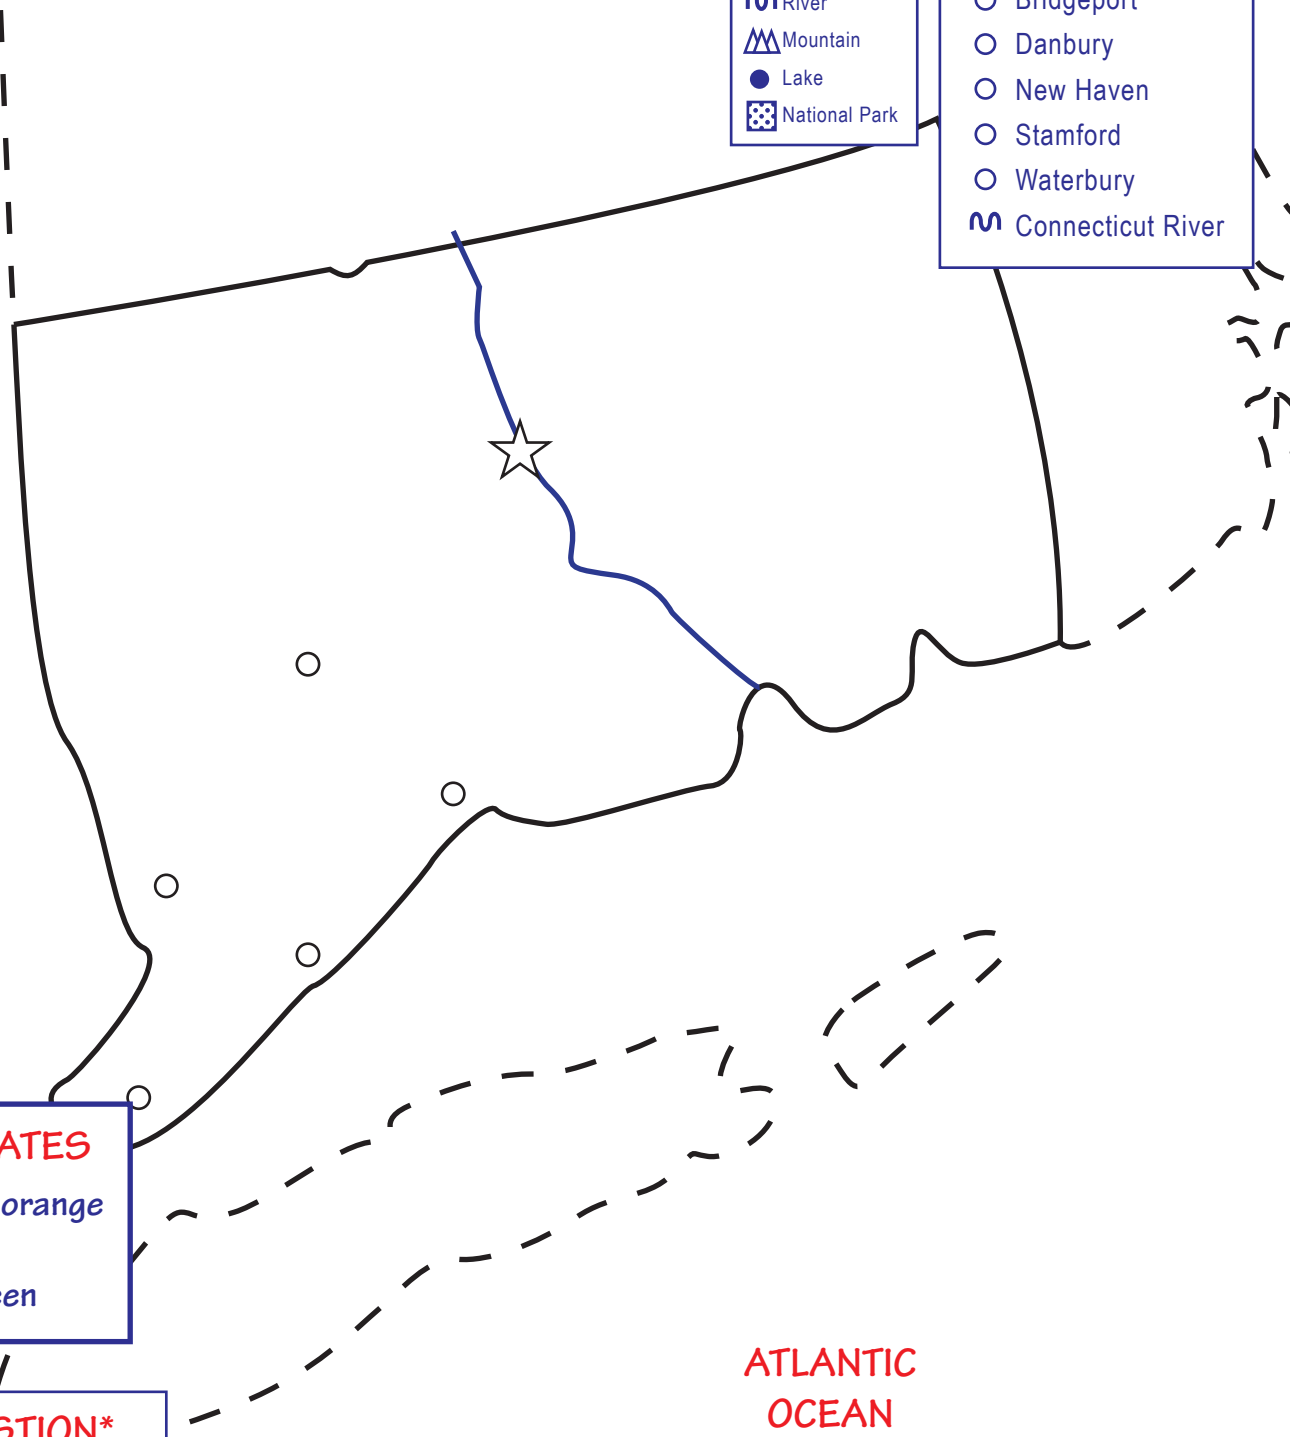 River
Mountain
Lake
National Park
Bridgeport
Danbury
New Haven
Stamford
Waterbury
Connecticut River
ATES
orange
een
STION*
ATLANTIC
OCEAN